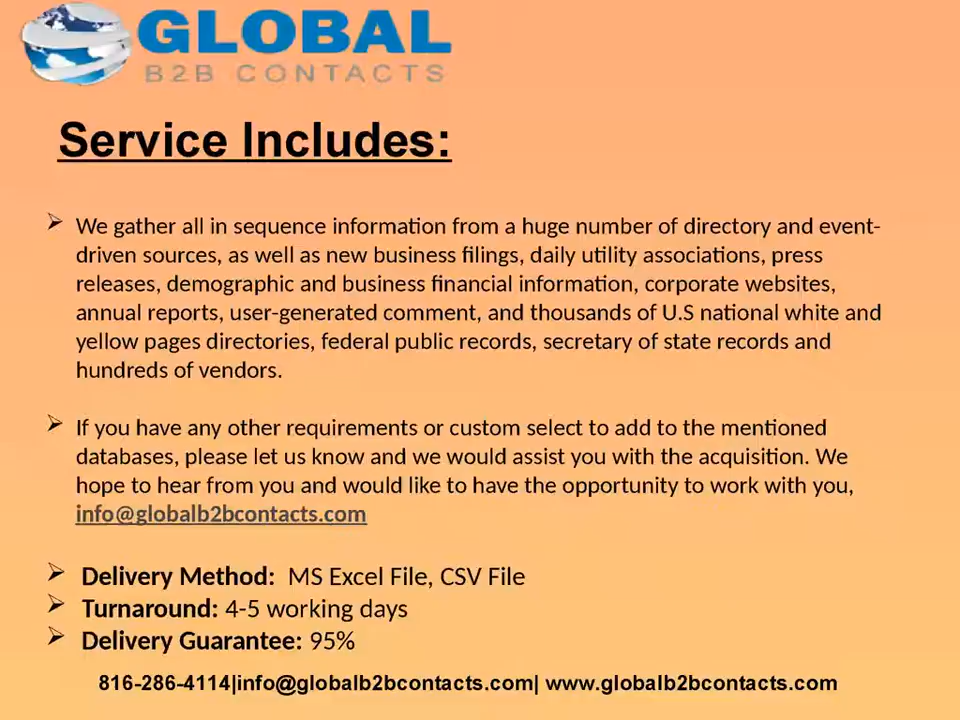 GLOBAL
B2B CONTACTS
Service Includes:
➢ We gather all in sequence information from a huge number of directory and event-
driven sources, as well as new business filings, daily utility associations, press
releases, demographic and business financial information, corporate websites,
annual reports, user-generated comment, and thousands of U.S national white and
yellow pages directories, federal public records, secretary of state records and
hundreds of vendors.
➢ If you have any other requirements or custom select to add to the mentioned
databases, please let us know and we would assist you with the acquisition. We
hope to hear from you and would like to have the opportunity to work with you,
info@globalb2bcontacts.com
➢ Delivery Method: MS Excel File, CSV File
➢ Turnaround: 4-5 working days
➢ Delivery Guarantee: 95%
816-286-4114|info@globalb2bcontacts.com| www.globalb2bcontacts.com